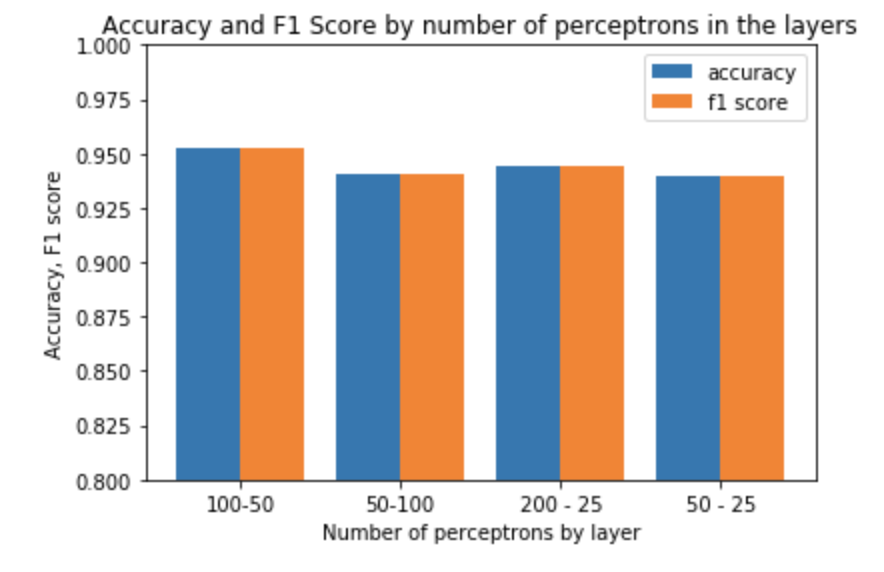 Accuracy and F1 Score by number of perceptrons in the layers
1.000
0.975
0.950
0.925
0.900
0.875
0.850
0.825
0.800
Accuracy, F1 score
accuracy
f1 score
100-50
50-100
200 - 25
50 - 25
Number of perceptrons by layer